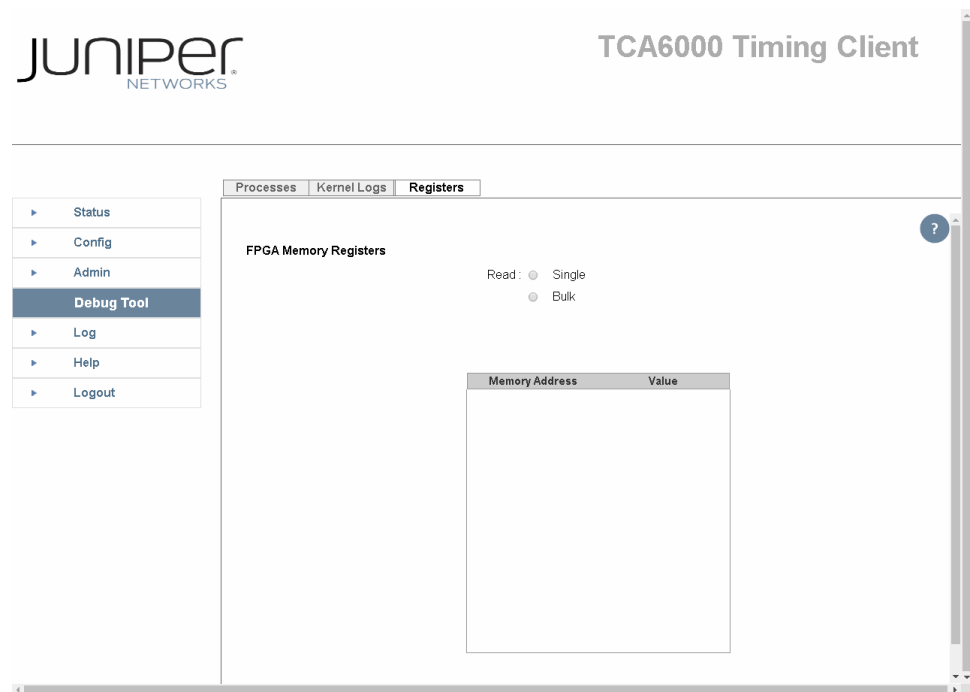 JUNIPER
NETWORKS
TCA6000 Timing Client
Processes Kernel Logs Registers
Status
Config
Admin
Debug Tool
Log
Help
Logout
?
FPGA Memory Registers
Read : Single
Bulk
Memory Address Value